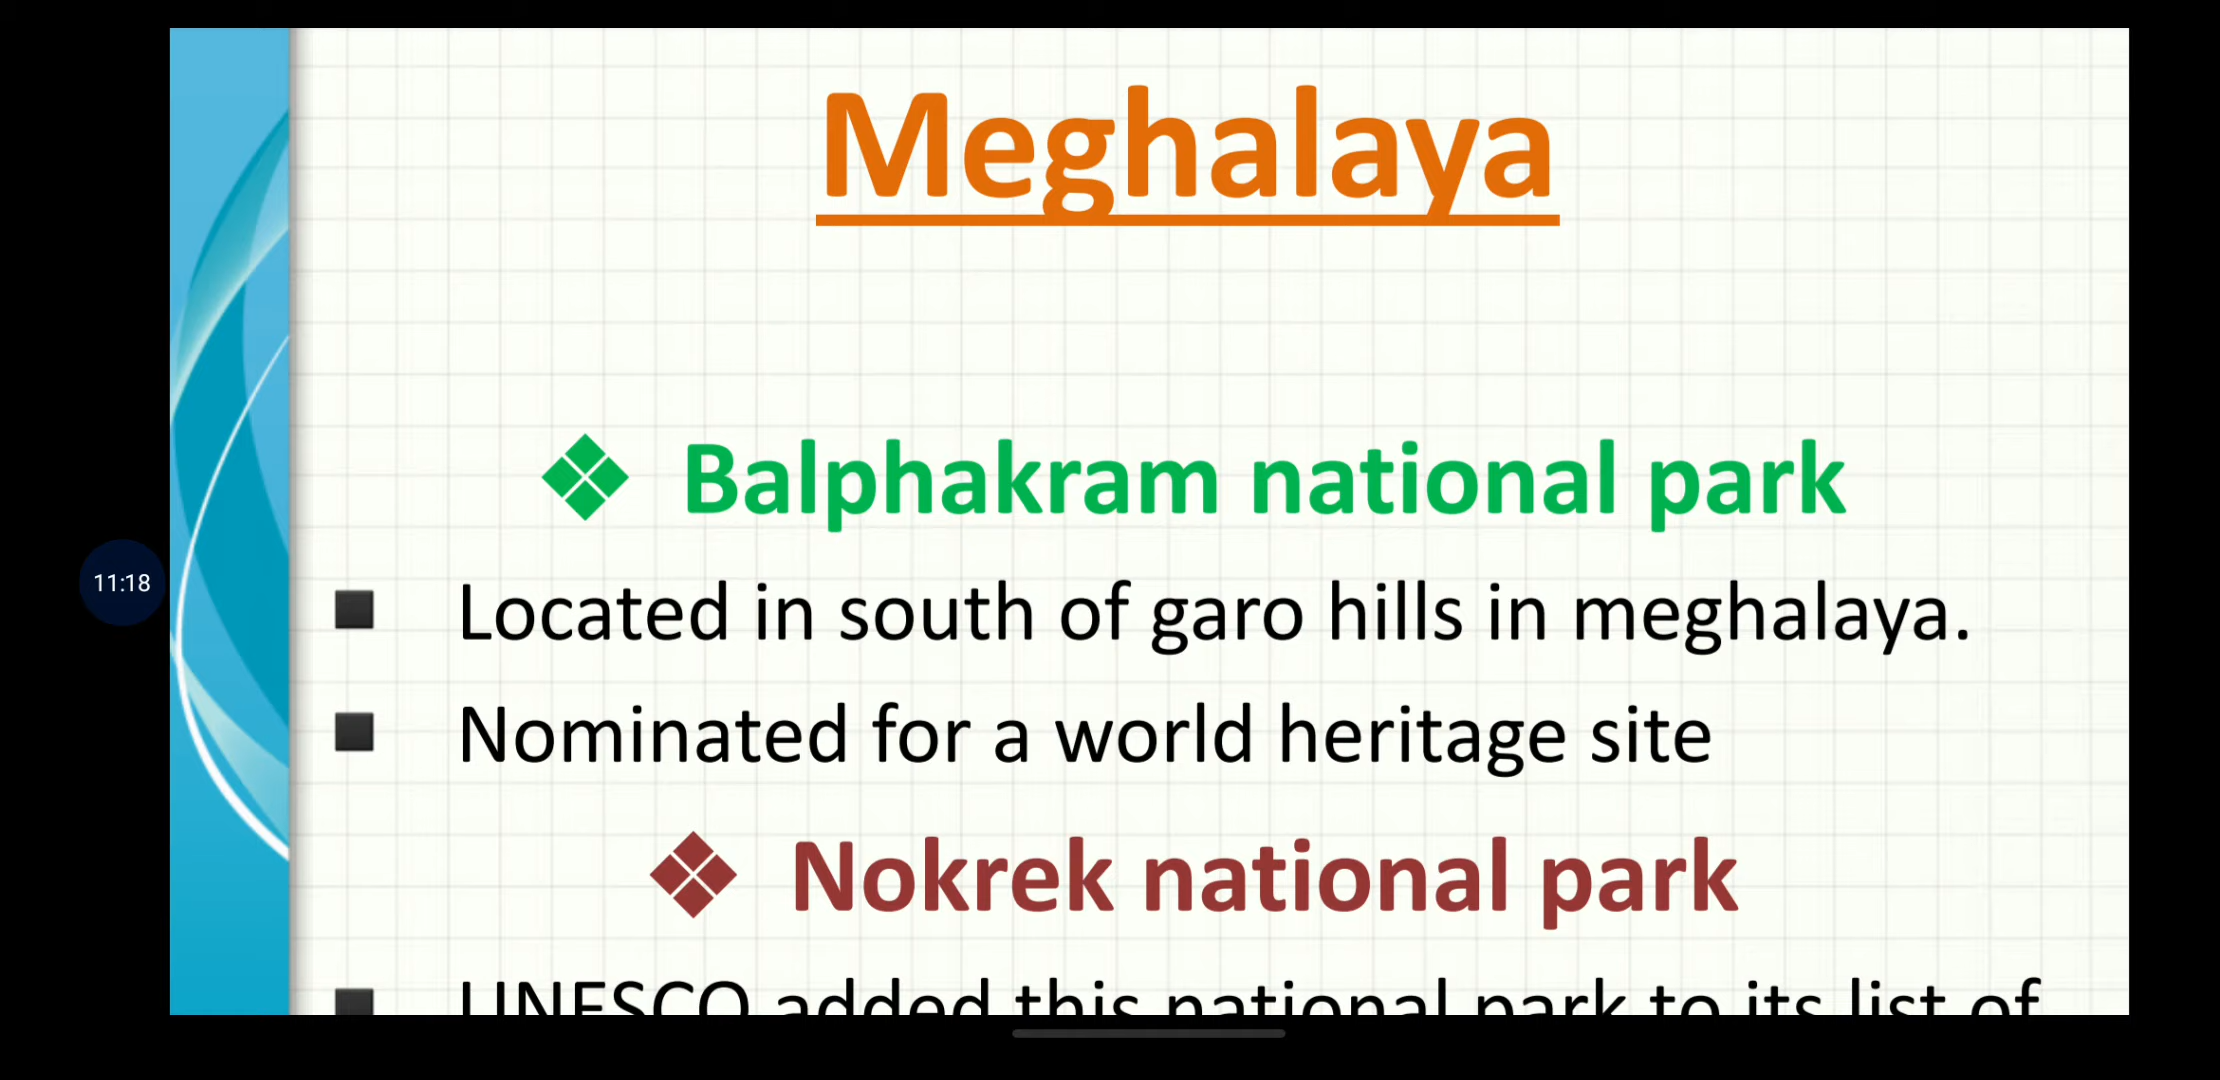 Meghalaya
Balphakram national park
11:18
Located in south of garo hills in meghalaya.
Nominated for a world heritage site
Nokrek national park
UNESCO added this national park to its list of